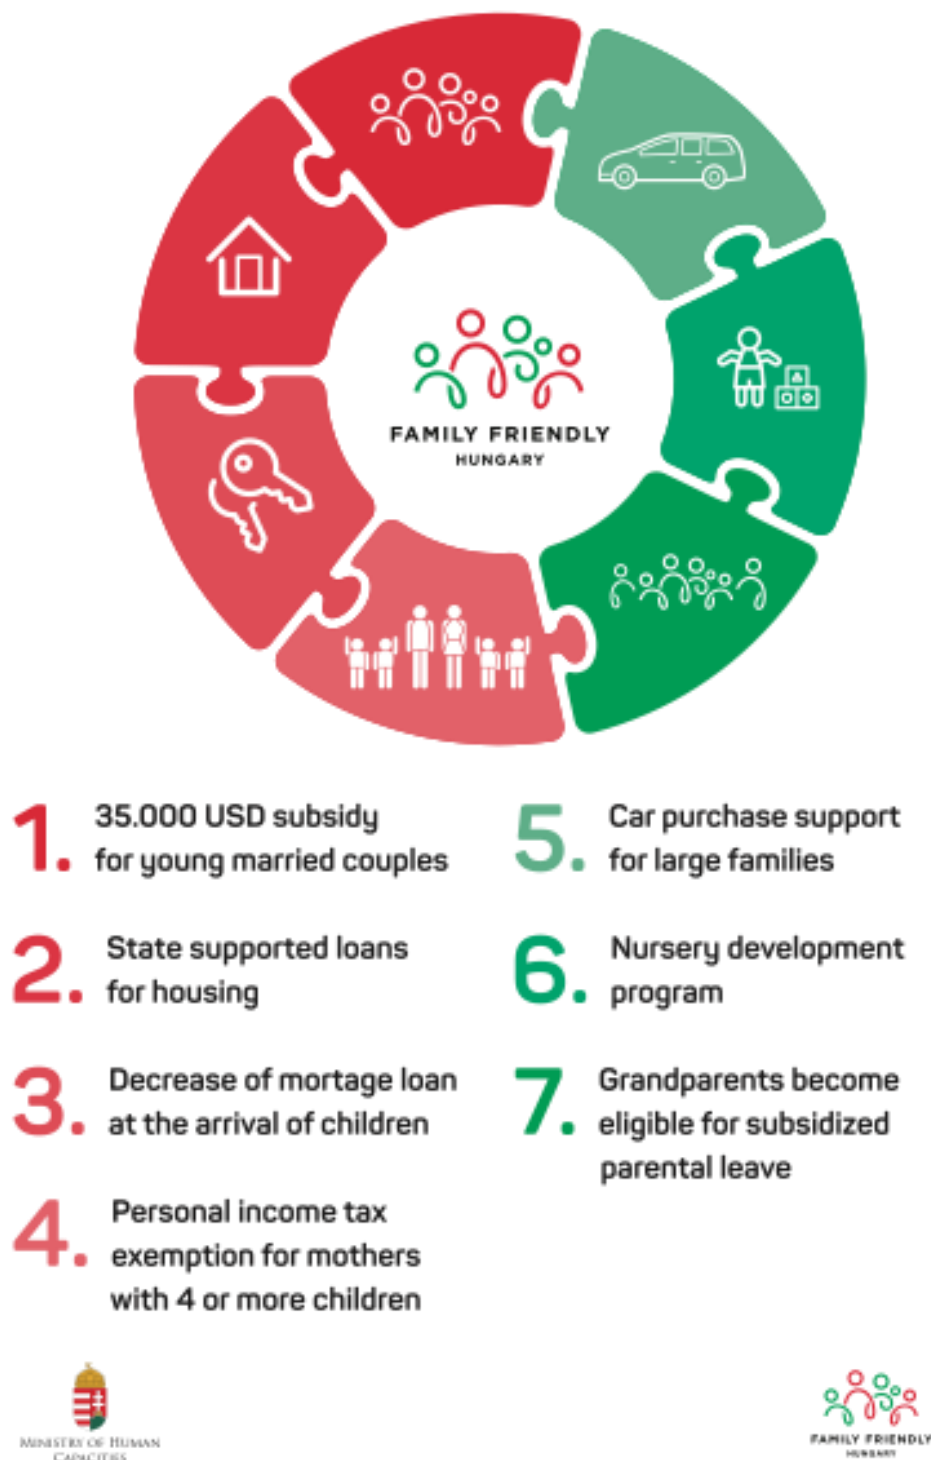 FAMILY FRIENDLY
HUNGARY
1. 35.000 USD subsidy
for young married couples
2. State supported loans
for housing
3. Decrease of mortage loan
at the arrival of children
4. Personal income tax
exemption for mothers
with 4 or more children
5. Car purchase support
for large families
6. Nursery development
program
7. Grandparents become
eligible for subsidized
parental leave
MINISTRY OF HUMAN
CAPACITIES
FAMILY FRIENDLY
HUNGARY